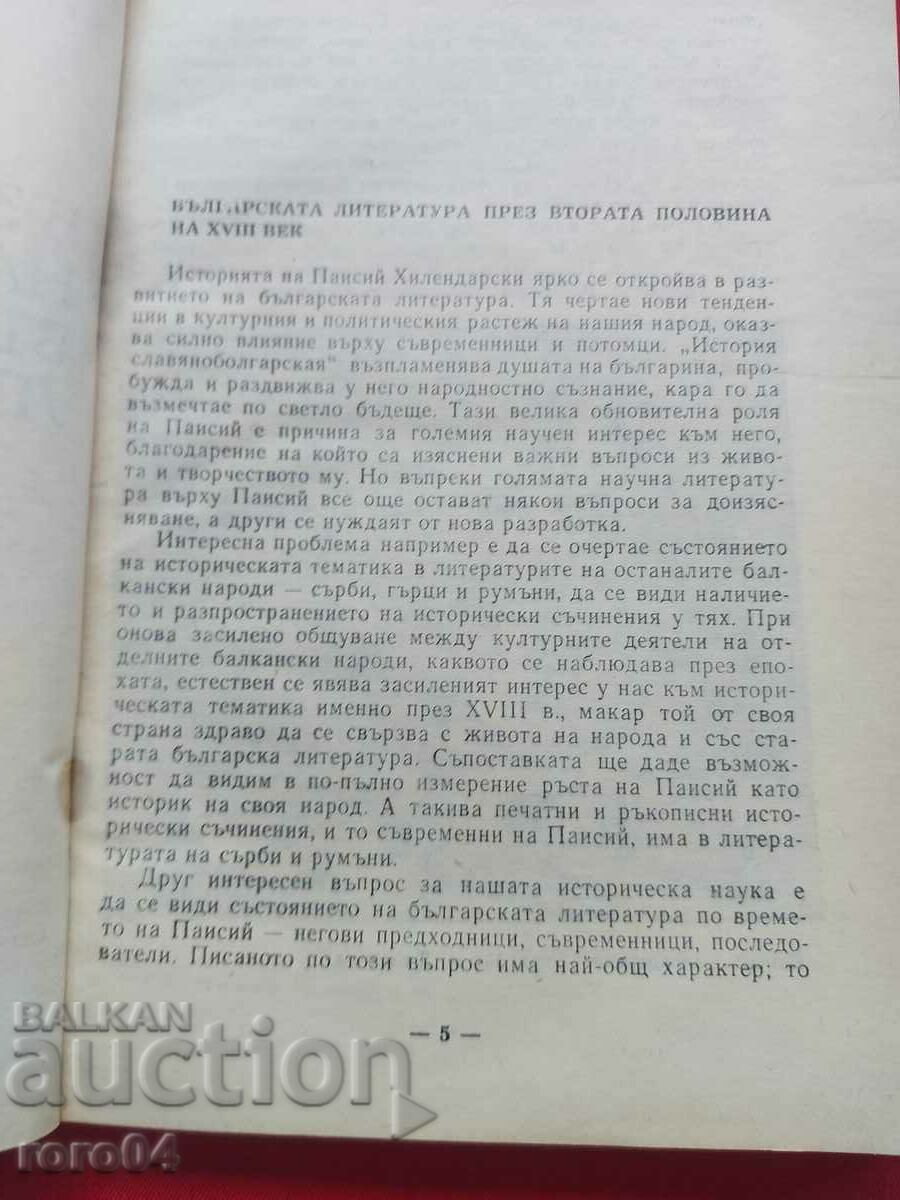 БЪЛГАРСКАТА ЛИТЕРАТУРА ПРЕЗ ВТОРАТА ПОЛОВИНА
НА XVIII ВЕК
Историята на Паисий Хилендарски ярко се откройва в раз-
витието на българската литература. Тя чертае нови тенден-
ции в културния и политическия растеж на нашия народ, оказ-
ва силно влияние върху съвременници и потомци. „История
славяноболгарская“ възпламенява душата на българина, про-
бужда и раздвижва у него народностно съзнание, кара го да
възмечтае по светло бъдеще. Тази велика обновителна роля
на Паисий е причина за големия научен интерес към него,
благодарение на който са изяснени важни въпроси из живо-
та и творчеството му. Но въпреки голямата научна литерату-
ра върху Паисий все още остават някои въпроси за доизяс-
няване, а други се нуждаят от нова разработка.
Интересна проблема например е да се очертае състоянието
на историческата тематика в литературите на останалите бал-
кански народи — сърби, гърци и румъни, да се види наличие-
то и разпространението на исторически съчинения у тях. При
онова засилено общуване между културните деятели на от-
делните балкански народи, каквото се наблюдава през епо-
хата, естествен се явява засиленият интерес у нас към истори-
ческата тематика именно през XVIII в., макар той от своя
страна здраво да се свързва с живота на народа и със ста-
рата българска литература. Съпоставката ще даде възмож-
ност да видим в по-пълно измерение ръста на Паисий като
историк на своя народ. А такива печатни и ръкописни исто-
рически съчинения, и то съвременни на Паисий, има в литера-
турата на сърби и румъни.
Друг интересен въпрос за нашата историческа наука е
да се види състоянието на българската литература по време-
то на Паисий — негови предходници, съвременници, последо-
ватели. Писаното по този въпрос има най-общ характер; то
— 5 —
BALKAN
auction
roro04